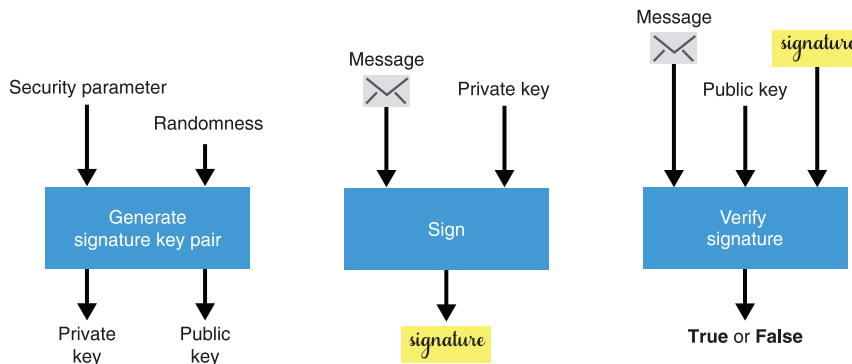 Security parameter
Randomness
Generate
signature key pair
Private
key
Public
key
Message
Private key
Sign
signature
Message
signature
Public key
Verify
signature
True or False